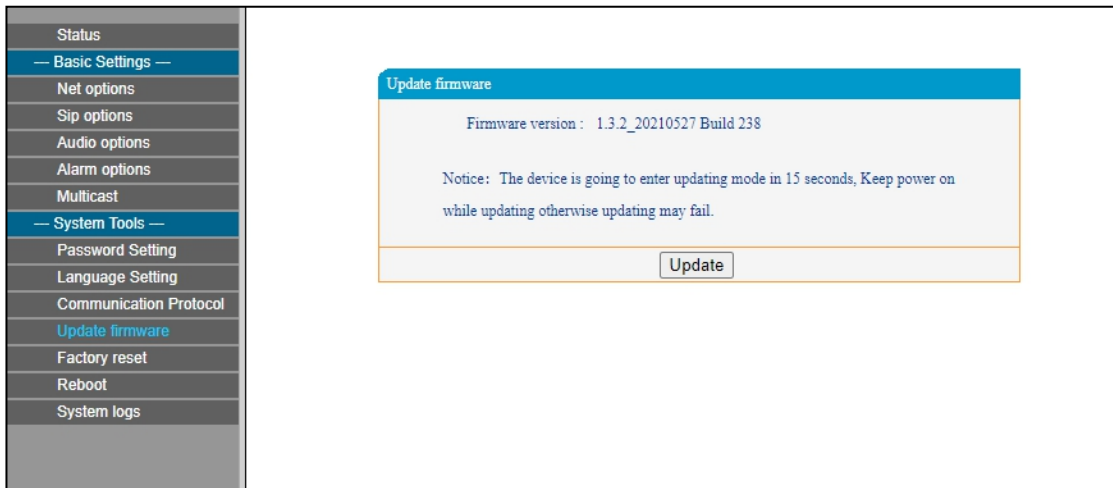 Status
— Basic Settings —
Net options
Sip options
Audio options
Alarm options
Multicast
— System Tools —
Password Setting
Language Setting
Communication Protocol
Update firmware
Factory reset
Reboot
System logs
Update firmware
Firmware version : 1.3.2_20210527 Build 238
Notice: The device is going to enter updating mode in 15 seconds, Keep power on
while updating otherwise updating may fail.
Update